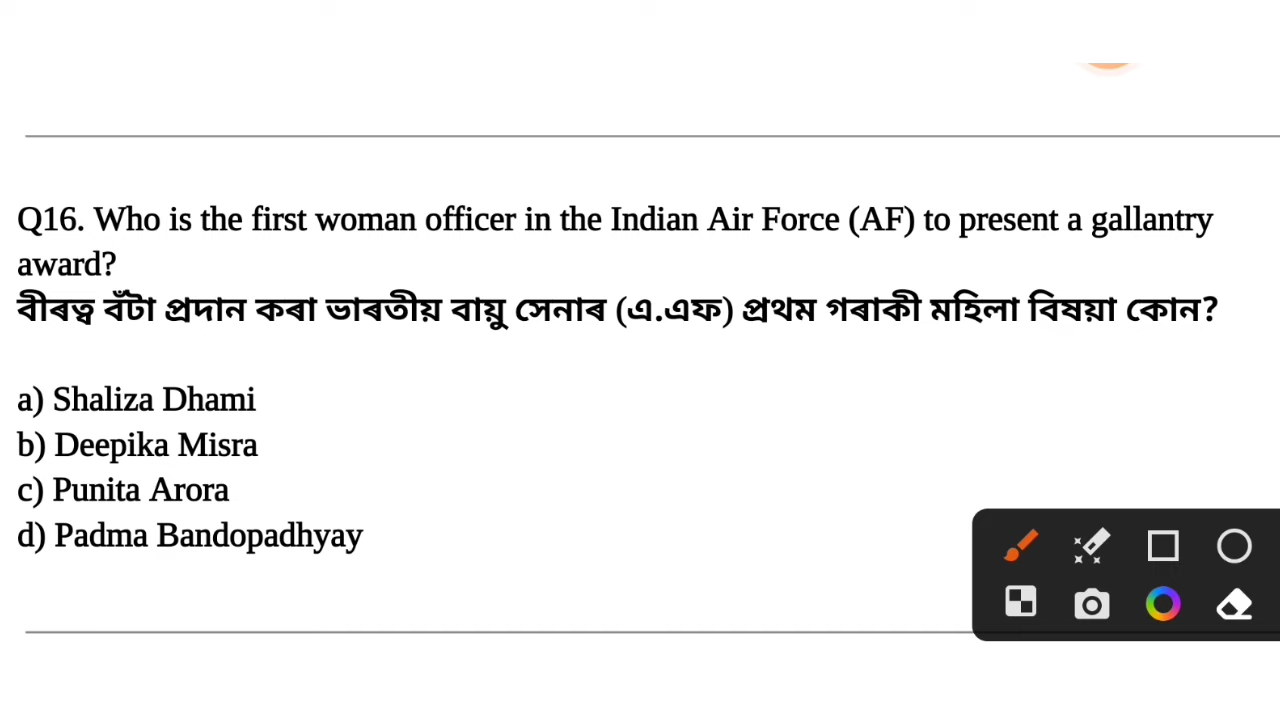 Q16. Who is the first woman officer in the Indian Air Force (AF) to present a gallantry
award?
বীৰত্ব বঁটা প্ৰদান কৰা ভাৰতীয় বায়ু সেনাৰ (এ.এফ) প্ৰথম গৰাকী মহিলা বিষয়া কোন?
a) Shaliza Dhami
b) Deepika Misra
c) Punita Arora
d) Padma Bandopadhyay